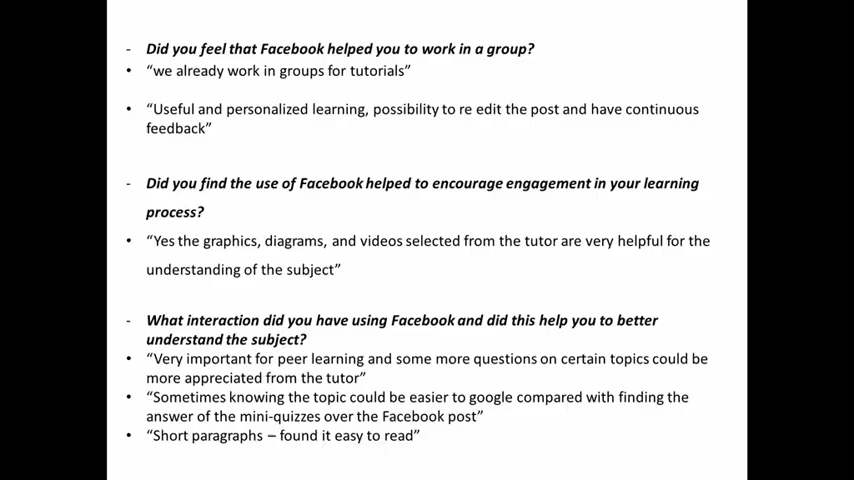 - Did you feel that Facebook helped you to work in a group?
• “we already work in groups for tutorials”
• “Useful and personalized learning, possibility to re edit the post and have continuous
feedback”
- Did you find the use of Facebook helped to encourage engagement in your learning
process?
• “Yes the graphics, diagrams, and videos selected from the tutor are very helpful for the
understanding of the subject”
- What interaction did you have using Facebook and did this help you to better
understand the subject?
• “Very important for peer learning and some more questions on certain topics could be
more appreciated from the tutor”
• “Sometimes knowing the topic could be easier to google compared with finding the
answer of the mini-quizzes over the Facebook post”
• “Short paragraphs – found it easy to read”